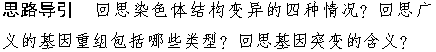 思路导引 回思染色体结构变异的四种情况？回思广
义的基因重组包括哪些类型？回思基因突变的含义？